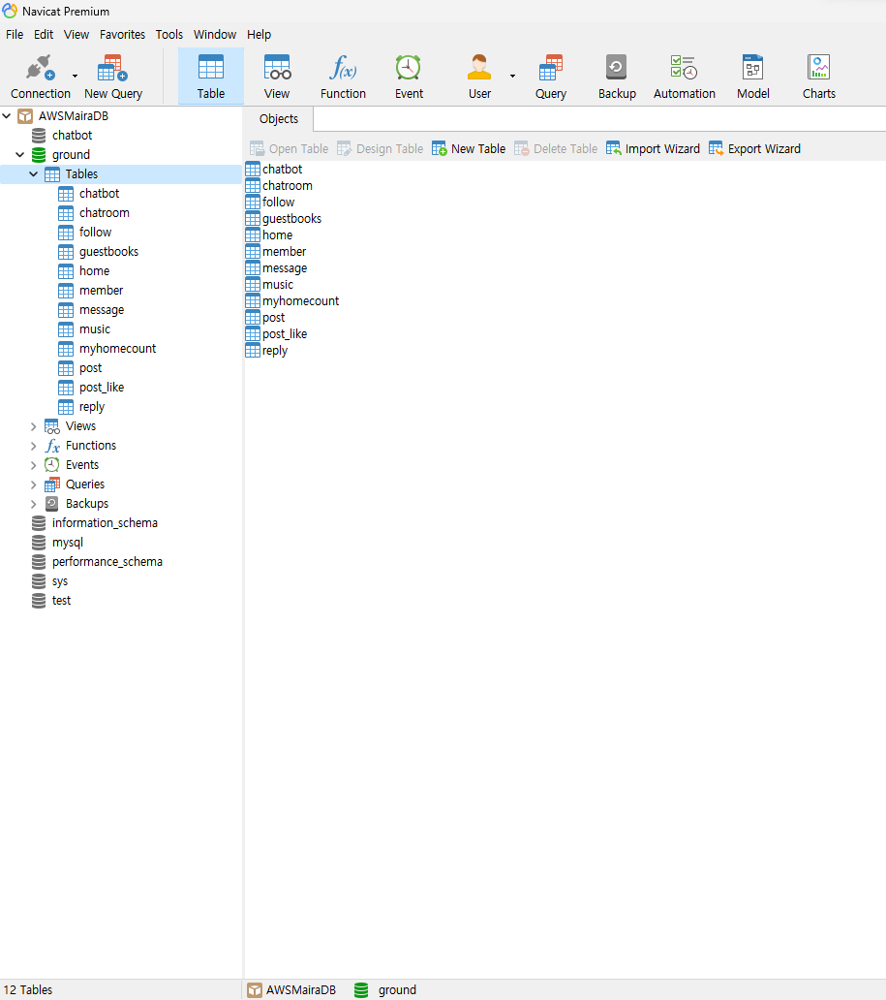 Navicat Premium
File Edit View Favorites Tools Window Help
Connection New Query Table View Function Event User Query Backup Automation Model Charts
AWSMairaDB
chatbot
ground
Tables
chatbot
chatroom
follow
guestbooks
home
member
message
music
myhomecount
post
post_like
reply
Views
Functions
Events
Queries
Backups
information_schema
mysql
performance_schema
sys
test
Objects
Open Table Design Table New Table Delete Table Import Wizard Export Wizard
chatbot
chatroom
follow
guestbooks
home
member
message
music
myhomecount
post
post_like
reply
12 Tables AWSMairaDB ground